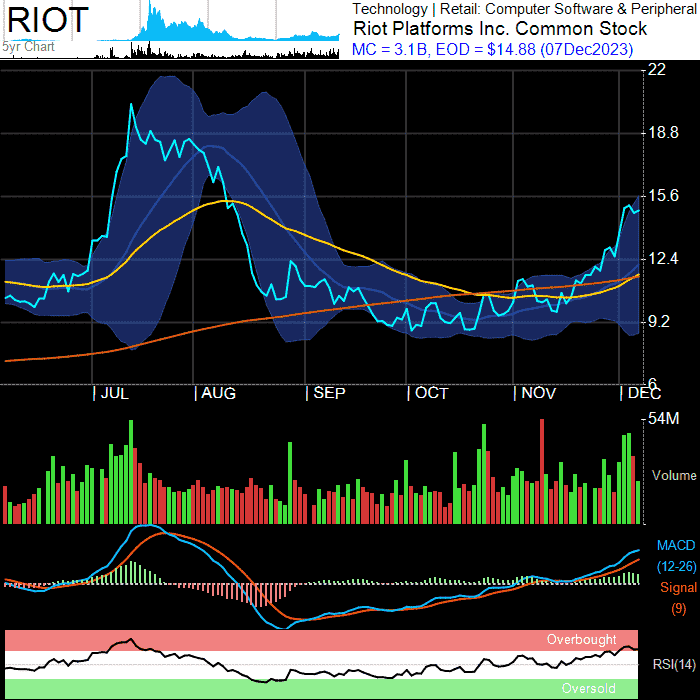 RIOT
5yr Chart
Technology | Retail: Computer Software & Peripheral
Riot Platforms Inc. Common Stock
MC = 3.1B, EOD = $14.88 (07Dec2023)
22
18.8
15.6
12.4
9.2
6
| JUL | AUG | SEP | OCT | NOV | DEC
54M
Volume
MACD
(12-26)
Signal
(9)
Overbought
RSI(14)
Oversold